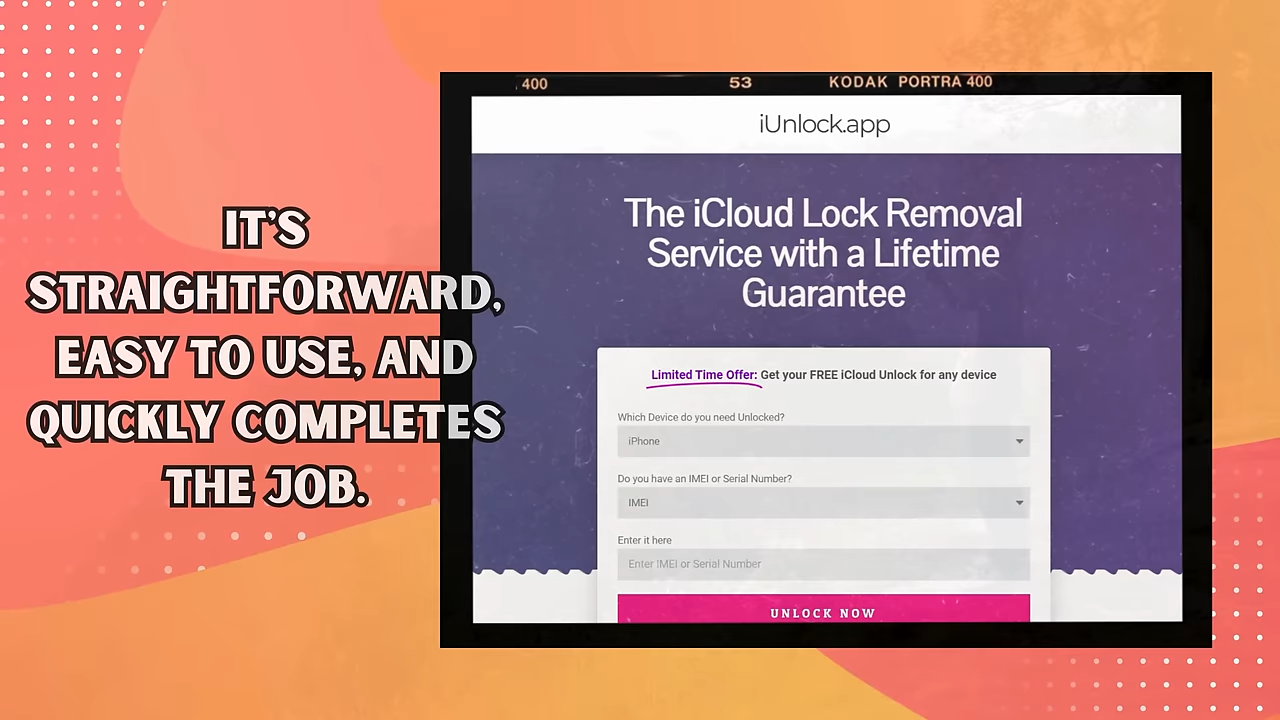 IT'S
STRAIGHTFORWARD,
EASY TO USE, AND
QUICKLY COMPLETES
THE JOB.
400 53 KODAK PORTRA 400
iUnlock.app
The iCloud Lock Removal
Service with a Lifetime
Guarantee
Limited Time Offer: Get your FREE iCloud Unlock for any device
Which Device do you need Unlocked?
iPhone
Do you have an IMEI or Serial Number?
IMEI
Enter it here
Enter IMEI or Serial Number
UNLOCK NOW